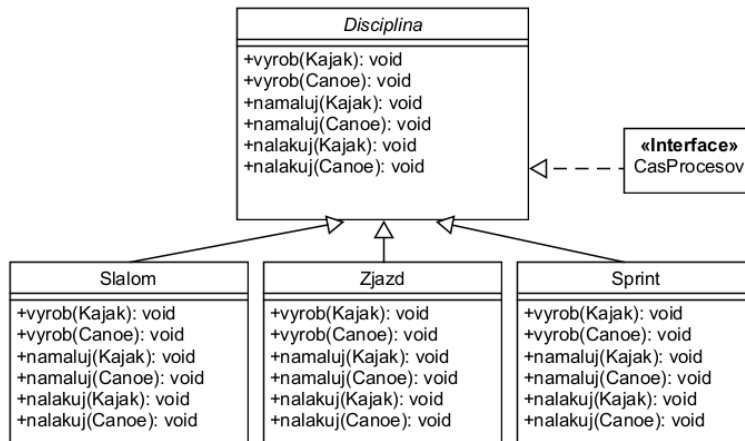 Disciplina
+vyrob(Kajak): void
+vyrob(Canoe): void
+namaluj(Kajak): void
+namaluj(Canoe): void
+nalakuj(Kajak): void
+nalakuj(Canoe): void
«Interface»
CasProcesov
Slalom
+vyrob(Kajak): void
+vyrob(Canoe): void
+namaluj(Kajak): void
+namaluj(Canoe): void
+nalakuj(Kajak): void
+nalakuj(Canoe): void
Zjazd
+vyrob(Kajak): void
+vyrob(Canoe): void
+namaluj(Kajak): void
+namaluj(Canoe): void
+nalakuj(Kajak): void
+nalakuj(Canoe): void
Sprint
+vyrob(Kajak): void
+vyrob(Canoe): void
+namaluj(Kajak): void
+namaluj(Canoe): void
+nalakuj(Kajak): void
+nalakuj(Canoe): void